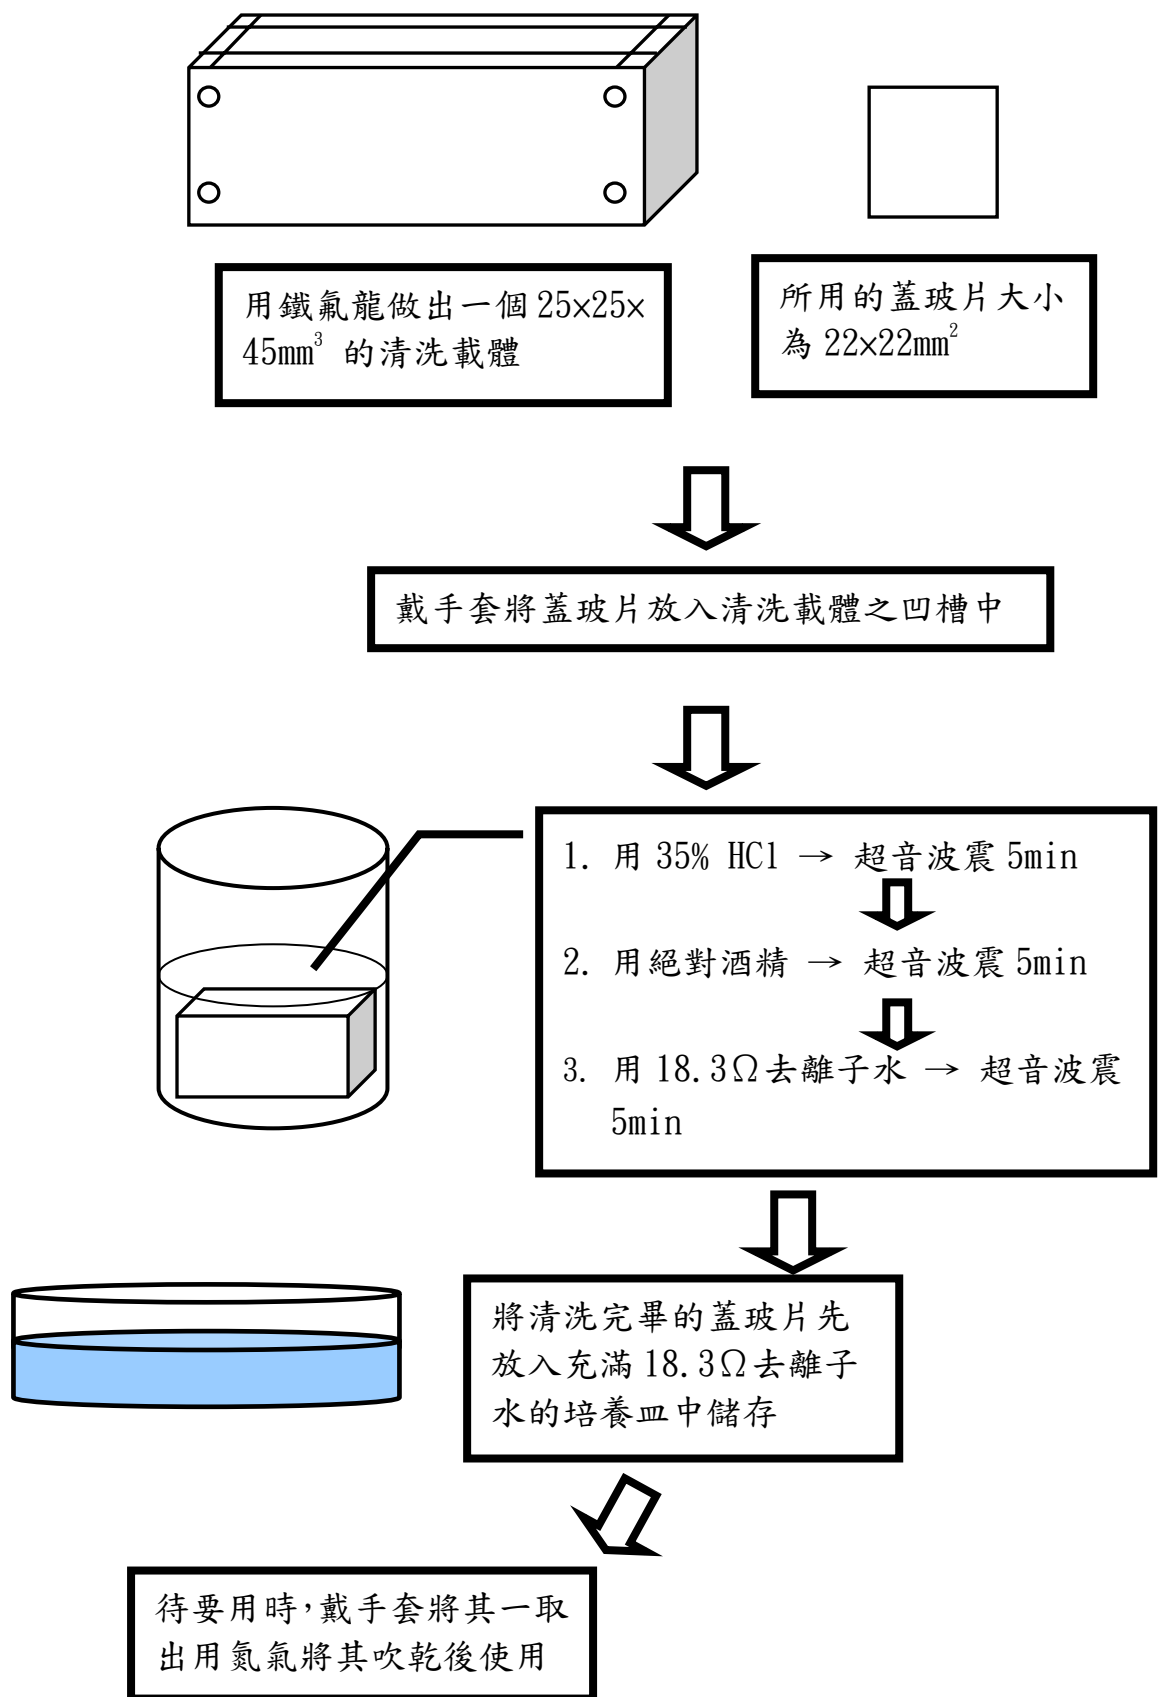 用鐵氟龍做出一個 25×25×
45mm³ 的清洗載體
所用的蓋玻片大小
為 22×22mm²
戴手套將蓋玻片放入清洗載體之凹槽中
1. 用 35% HCl → 超音波震 5min
2. 用絕對酒精 → 超音波震 5min
3. 用 18.3Ω去離子水 → 超音波震
5min
將清洗完畢的蓋玻片先
放入充滿 18.3Ω去離子
水的培養皿中儲存
待要用時，戴手套將其一取
出用氮氣將其吹乾後使用